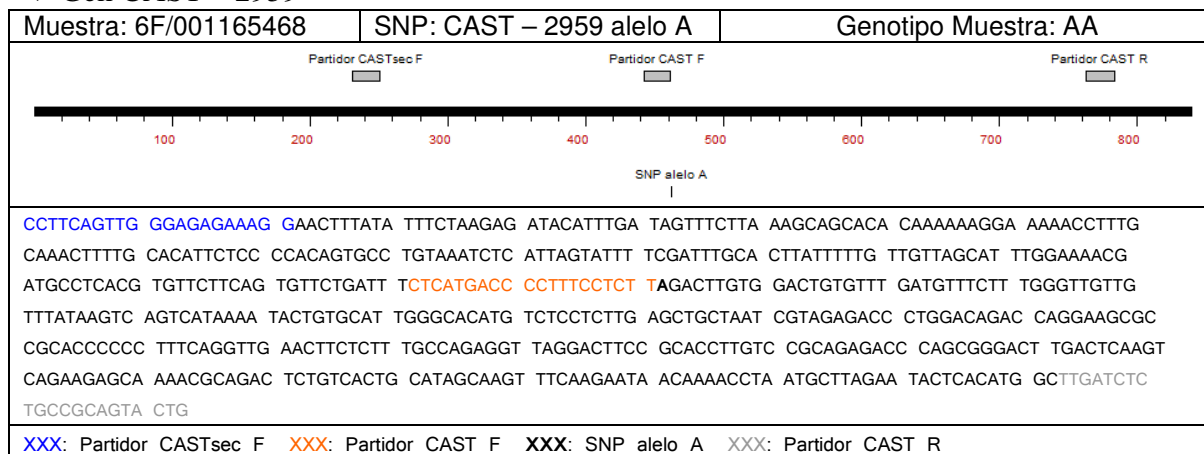 Gen CAST – 2959
Muestra: 6F/001165468 SNP: CAST – 2959 alelo A Genotipo Muestra: AA
Partidor CASTsec F Partidor CAST F Partidor CAST R
100 200 300 400 500 600 700 800
SNP alelo A
CCTTCAGTTG GGAGAGAAAG GAACTTTATA TTTCTAAGAG ATACATTTGA TAGTTTCTTA AAGCAGCACA CAAAAAAGGA AAAACCTTTG
CAAACTTTTG CACATTCTCC CCACAGTGCC TGTAAATCTC ATTAGTATTT TCGATTTGCA CTTATTTTTG TTGTTAGCAT TTGGAAAACG
ATGCCTCACG TGTTCTTCAG TGTTCTGATT TCTCATGACC CCTTTCCTCT TAGACTTGTG GACTGTGTTT GATGTTTCTT TGGGTTGTTG
TTTATAAGTC AGTCATAAAA TACTGTGCAT TGGGCACATG TCTCCTCTTG AGCTGCTAAT CGTAGAGACC CTGGACAGAC CAGGAAGCGC
CGCACCCCCC TTTCAGGTTG AACTTCTCTT TGCCAGAGGT TAGGACTTCC GCACCTTGTC CGCAGAGACC CAGCGGGACT TGACTCAAGT
CAGAAGAGCA AAACGCAGAC TCTGTCACTG CATAGCAAGT TTCAAGAATA ACAAAACCTA ATGCTTAGAA TACTCACATG GCTTGATCTC
TGCCGCAGTA CTG
XXX: Partidor CASTsec F XXX: Partidor CAST F XXX: SNP alelo A XXX: Partidor CAST R